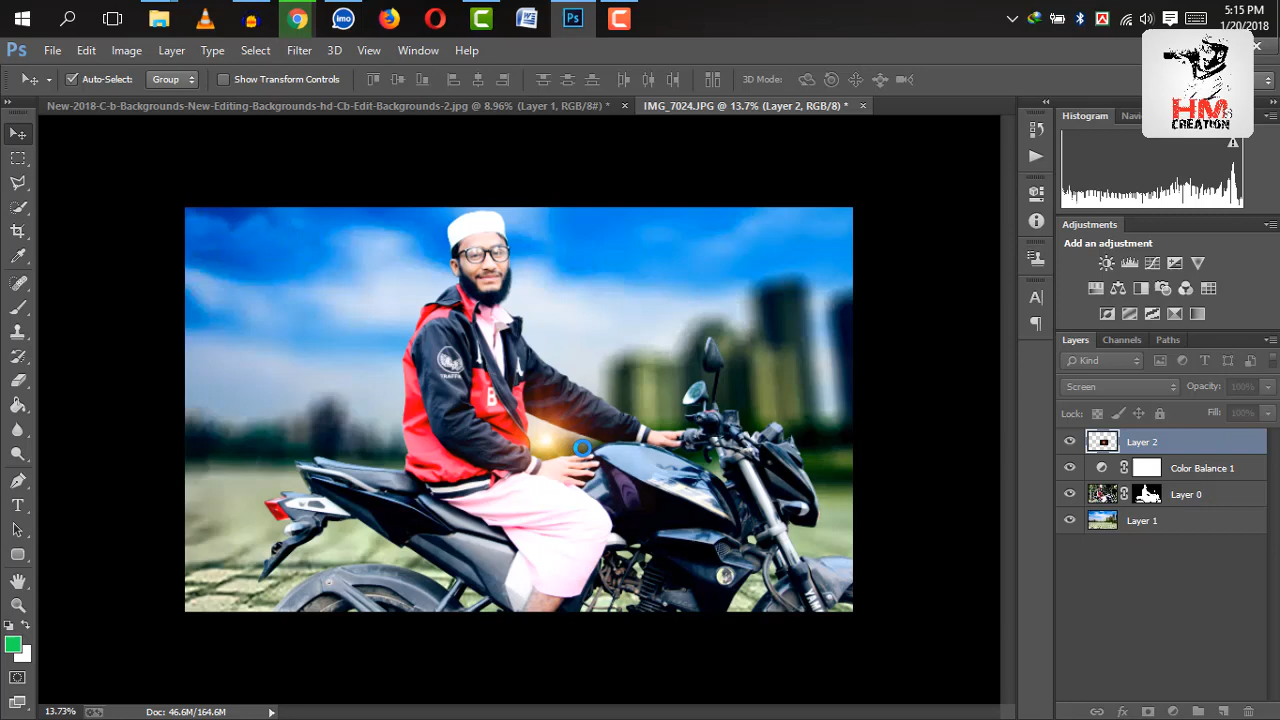 5:15 PM
1/20/2018
imo
W
Ps
Ps File Edit Image Layer Type Select Filter 3D View Window Help
Auto-Select: Group Show Transform Controls 3D Mode:
HMs
CREATION
New-2018-C-b-Backgrounds-New-Editing-Backgrounds-hd-Cb-Edit-Backgrounds-2.jpg @ 8.96% (Layer 1, RGB/8#) * × IMG_7024.JPG @ 13.7% (Layer 2, RGB/8) * ×
Histogram
Adjustments
Add an adjustment
Layers Channels Paths
Kind
Screen Opacity: 100%
Lock: Fill: 100%
Layer 2
Color Balance 1
Layer 0
Layer 1
B
13.73% Doc: 46.6M/164.6M